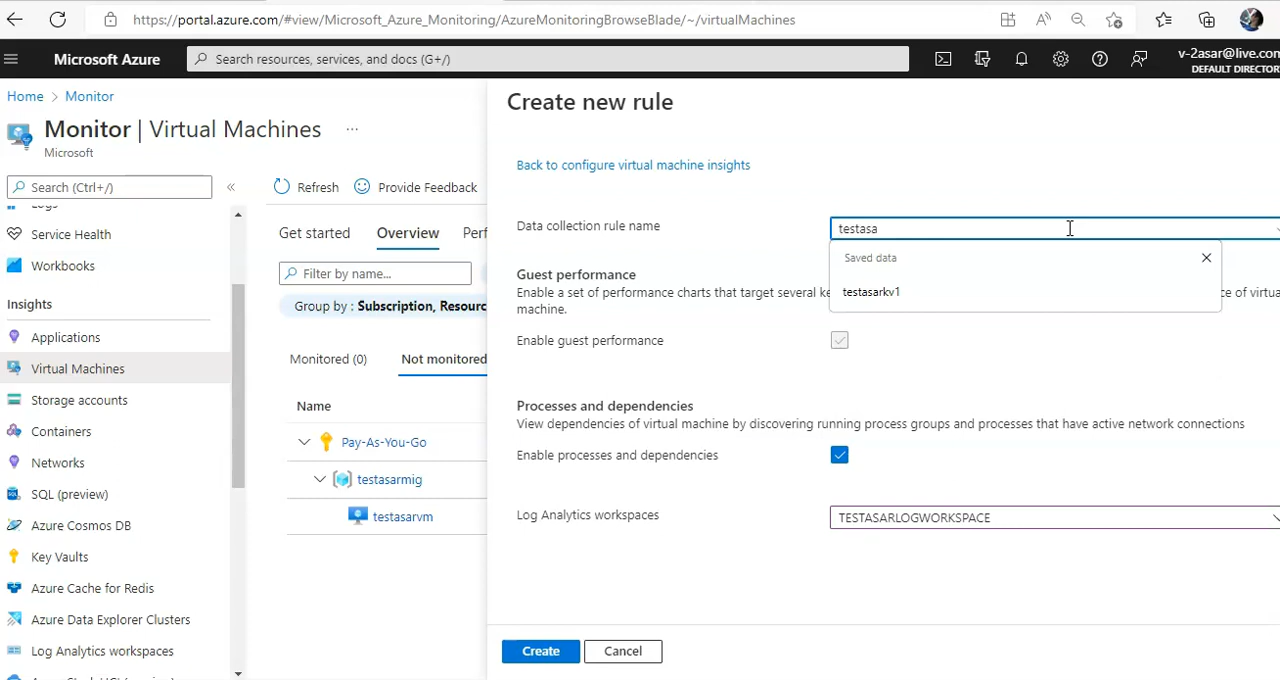 https://portal.azure.com/#view/Microsoft_Azure_Monitoring/AzureMonitoringBrowseBlade/~/virtualMachines
Microsoft Azure
Search resources, services, and docs (G+/)
v-2asar@live.com
DEFAULT DIRECTOR
Home > Monitor
Monitor | Virtual Machines ...
Microsoft
Search (Ctrl+/)
«
Logs
Service Health
Workbooks
Insights
Applications
Virtual Machines
Storage accounts
Containers
Networks
SQL (preview)
Azure Cosmos DB
Key Vaults
Azure Cache for Redis
Azure Data Explorer Clusters
Log Analytics workspaces
Refresh
Provide Feedback
Get started
Overview
Perf
Filter by name...
Group by : Subscription, Resourc
Monitored (0)
Not monitored
Name
Pay-As-You-Go
testasarmig
testasarvm
Create new rule
Back to configure virtual machine insights
Data collection rule name
testasa
Saved data
testasarkv1
Guest performance
Enable a set of performance charts that target several ke
ce of virtua
machine.
Enable guest performance
Processes and dependencies
View dependencies of virtual machine by discovering running process groups and processes that have active network connections
Enable processes and dependencies
Log Analytics workspaces
TESTASARLOGWORKSPACE
Create
Cancel